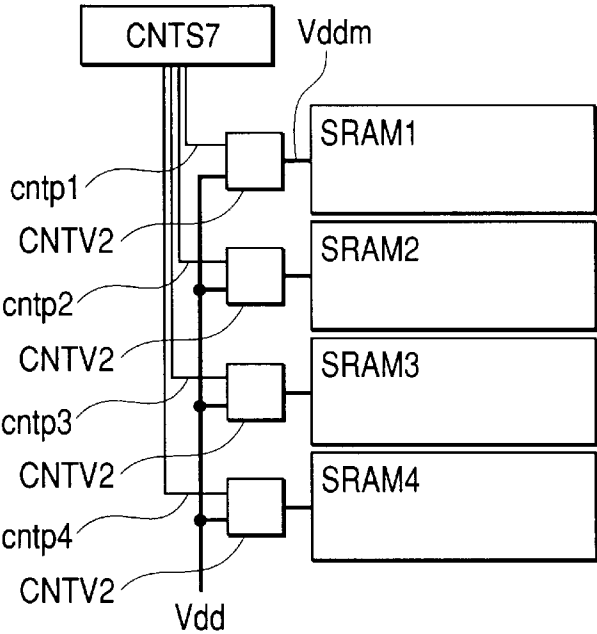 CNTS7
Vddm
SRAM1
cntp1
CNTV2
SRAM2
cntp2
CNTV2
SRAM3
cntp3
CNTV2
SRAM4
cntp4
CNTV2
Vdd